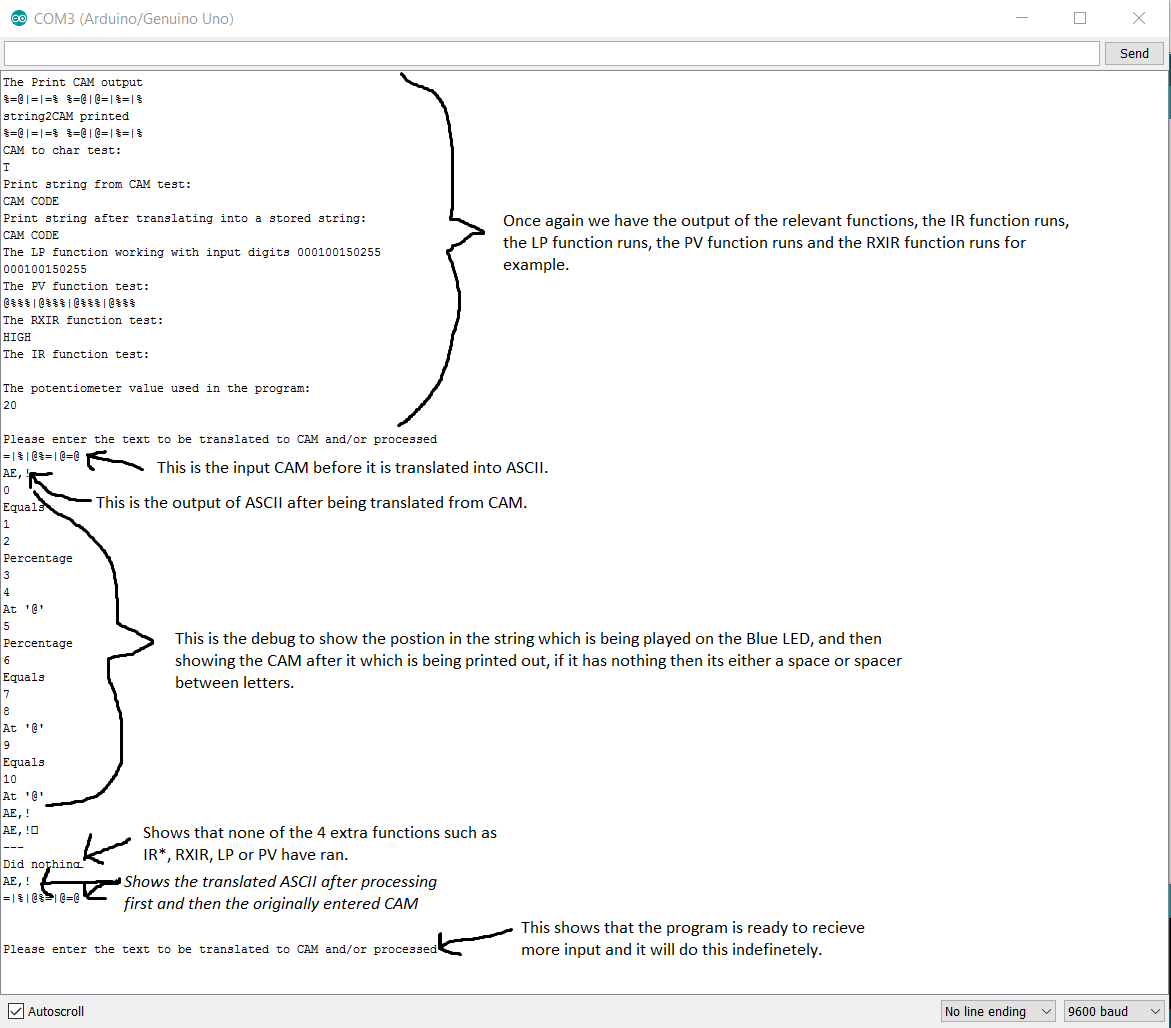 COM3 (Arduino/Genuino Uno)
Send
The Print CAM output
%=@|=|=% %=@|@=|%=|%
string2CAM printed
%=@|=|=% %=@|@=|%=|%
CAM to char test:
T
Print string from CAM test:
CAM CODE
Print string after translating into a stored string:
CAM CODE
The LP function working with input digits 000100150255
000100150255
The PV function test:
@%%%|@%%%|@%%%|@%%%
The RXIR function test:
HIGH
The IR function test:
The potentiometer value used in the program:
20
Once again we have the output of the relevant functions, the IR function runs,
the LP function runs, the PV function runs and the RXIR function runs for
example.
Please enter the text to be translated to CAM and/or processed
=|%|@%=|@=@
This is the input CAM before it is translated into ASCII.
AE,!
This is the output of ASCII after being translated from CAM.
0
Equals
1
2
Percentage
3
4
At '@'
5
Percentage
6
Equals
7
8
At '@'
9
Equals
10
At '@'
This is the debug to show the postion in the string which is being played on the Blue LED, and then
showing the CAM after it which is being printed out, if it has nothing then its either a space or spacer
between letters.
AE,!
AE,!□
---
Did nothing
Shows that none of the 4 extra functions such as
IR*, RXIR, LP or PV have ran.
AE,!
=|%|@%=|@=@
Shows the translated ASCII after processing
first and then the originally entered CAM
Please enter the text to be translated to CAM and/or processed
This shows that the program is ready to recieve
more input and it will do this indefinetely.
Autoscroll
No line ending
9600 baud